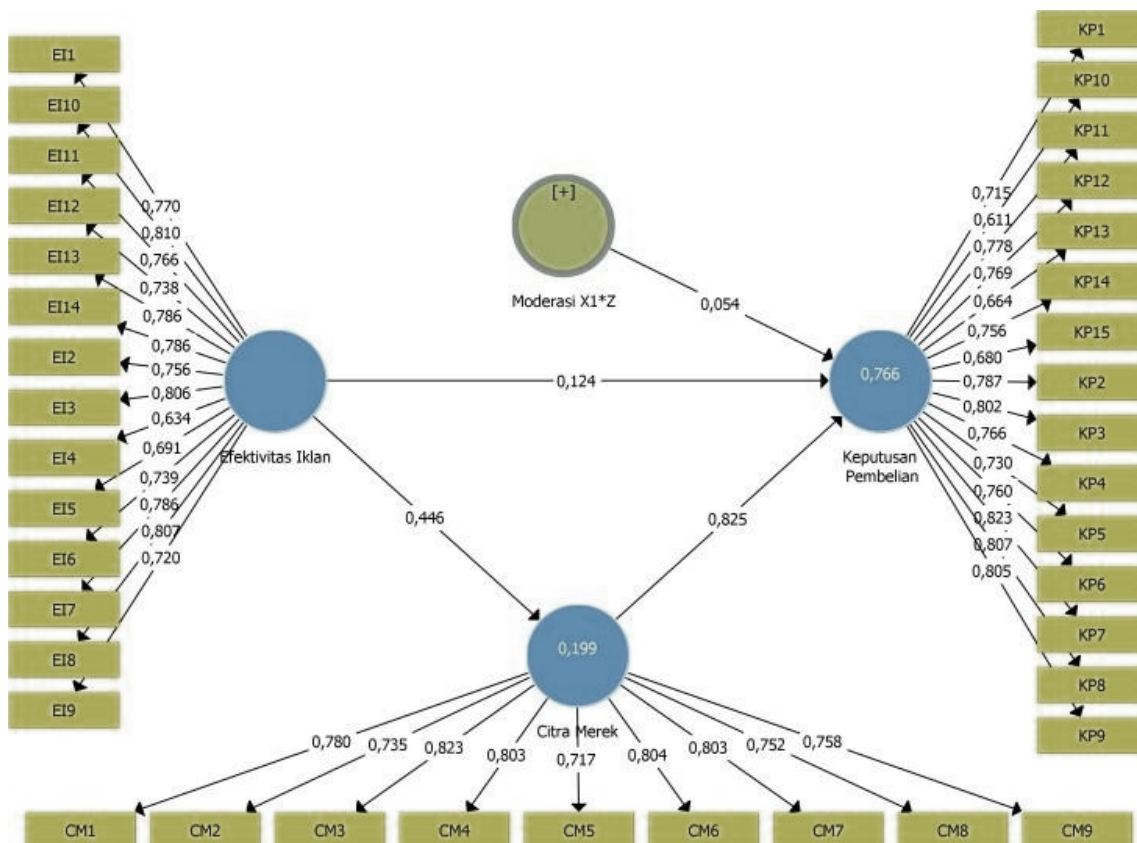 EI1
EI10
EI11
EI12
EI13
EI14
EI2
EI3
EI4
EI5
EI6
EI7
EI8
EI9
0,770
0,810
0,766
0,738
0,786
0,786
0,756
0,806
0,634
0,691
0,739
0,786
0,807
0,720
Efektivitas Iklan
[+]
Moderasi X1*Z
0,054
0,124
0,446
0,825
0,766
Keputusan
Pembelian
0,199
Citra Merek
0,715
0,611
0,778
0,769
0,664
0,756
0,680
0,787
0,802
0,766
0,730
0,760
0,823
0,807
0,805
KP1
KP10
KP11
KP12
KP13
KP14
KP15
KP2
KP3
KP4
KP5
KP6
KP7
KP8
KP9
0,780
0,735
0,823
0,803
0,717
0,804
0,803
0,752
0,758
CM1
CM2
CM3
CM4
CM5
CM6
CM7
CM8
CM9